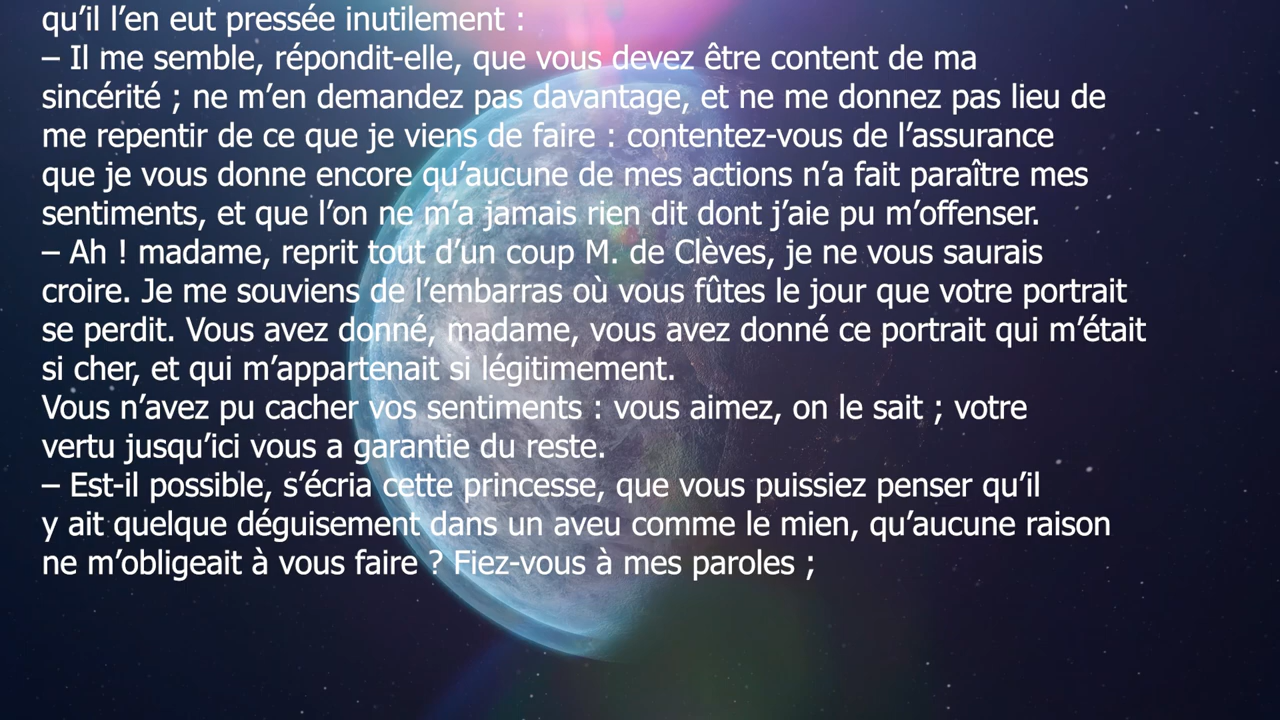 qu’il l’en eut pressée inutilement :
– Il me semble, répondit-elle, que vous devez être content de ma
sincérité ; ne m’en demandez pas davantage, et ne me donnez pas lieu de
me repentir de ce que je viens de faire : contentez-vous de l’assurance
que je vous donne encore qu’aucune de mes actions n’a fait paraître mes
sentiments, et que l’on ne m’a jamais rien dit dont j’aie pu m’offenser.
– Ah ! madame, reprit tout d’un coup M. de Clèves, je ne vous saurais
croire. Je me souviens de l’embarras où vous fûtes le jour que votre portrait
se perdit. Vous avez donné, madame, vous avez donné ce portrait qui m’était
si cher, et qui m’appartenait si légitimement.
Vous n’avez pu cacher vos sentiments : vous aimez, on le sait ; votre
vertu jusqu’ici vous a garantie du reste.
– Est-il possible, s’écria cette princesse, que vous puissiez penser qu’il
y ait quelque déguisement dans un aveu comme le mien, qu’aucune raison
ne m’obligeait à vous faire ? Fiez-vous à mes paroles ;